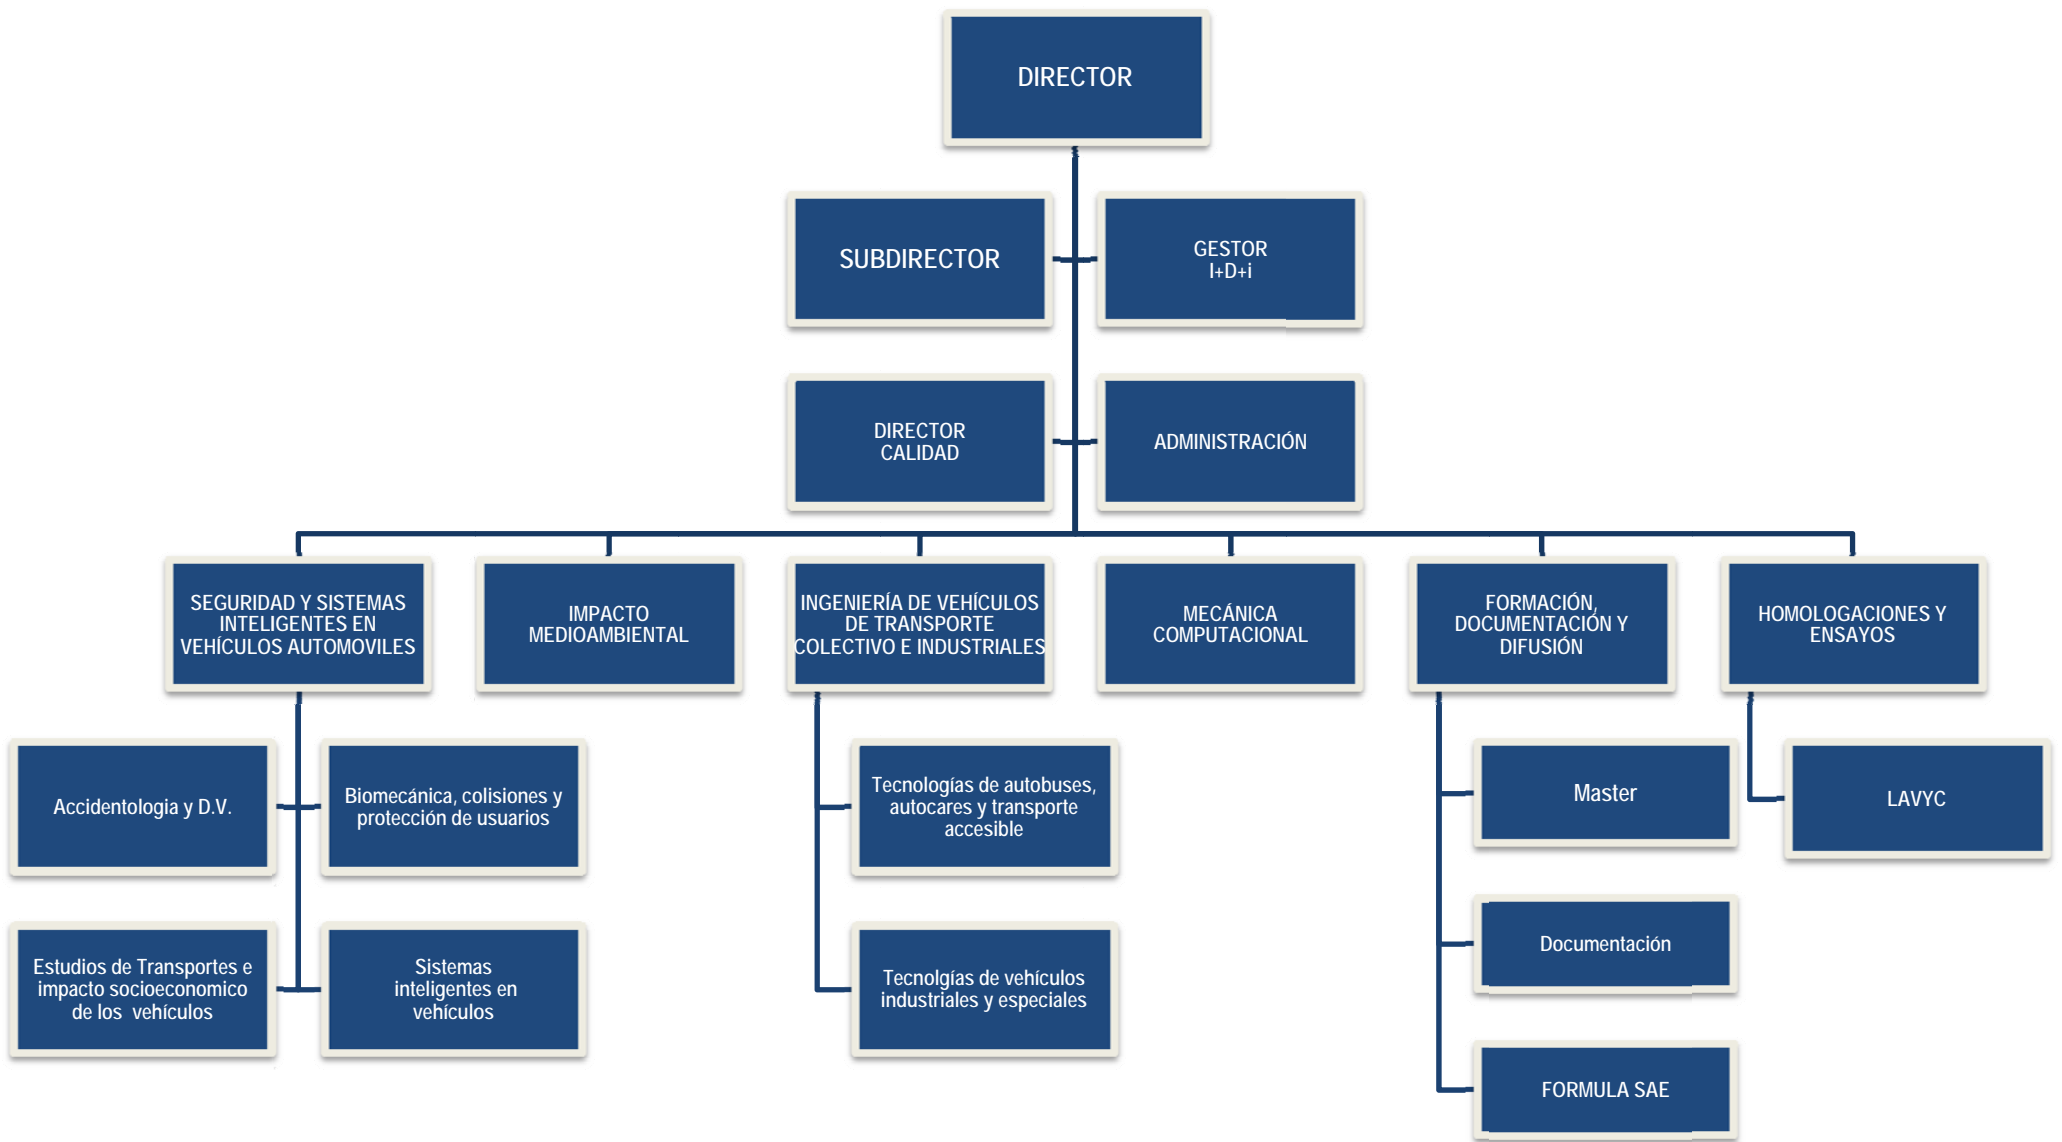 DIRECTOR
SUBDIRECTOR
GESTOR
I+D+i
DIRECTOR
CALIDAD
ADMINISTRACIÓN
SEGURIDAD Y SISTEMAS
INTELIGENTES EN
VEHÍCULOS AUTOMOVILES
IMPACTO
MEDIOAMBIENTAL
INGENIERÍA DE VEHÍCULOS
DE TRANSPORTE
COLECTIVO E INDUSTRIALES
MECÁNICA
COMPUTACIONAL
FORMACIÓN,
DOCUMENTACIÓN Y
DIFUSIÓN
HOMOLOGACIONES Y
ENSAYOS
Accidentologia y D.V.
Biomecánica, colisiones y
protección de usuarios
Tecnologías de autobuses,
autocares y transporte
accesible
Master
LAVYC
Estudios de Transportes e
impacto socioeconomico
de los vehículos
Sistemas
inteligentes en
vehículos
Tecnolgías de vehículos
industriales y especiales
Documentación
FORMULA SAE